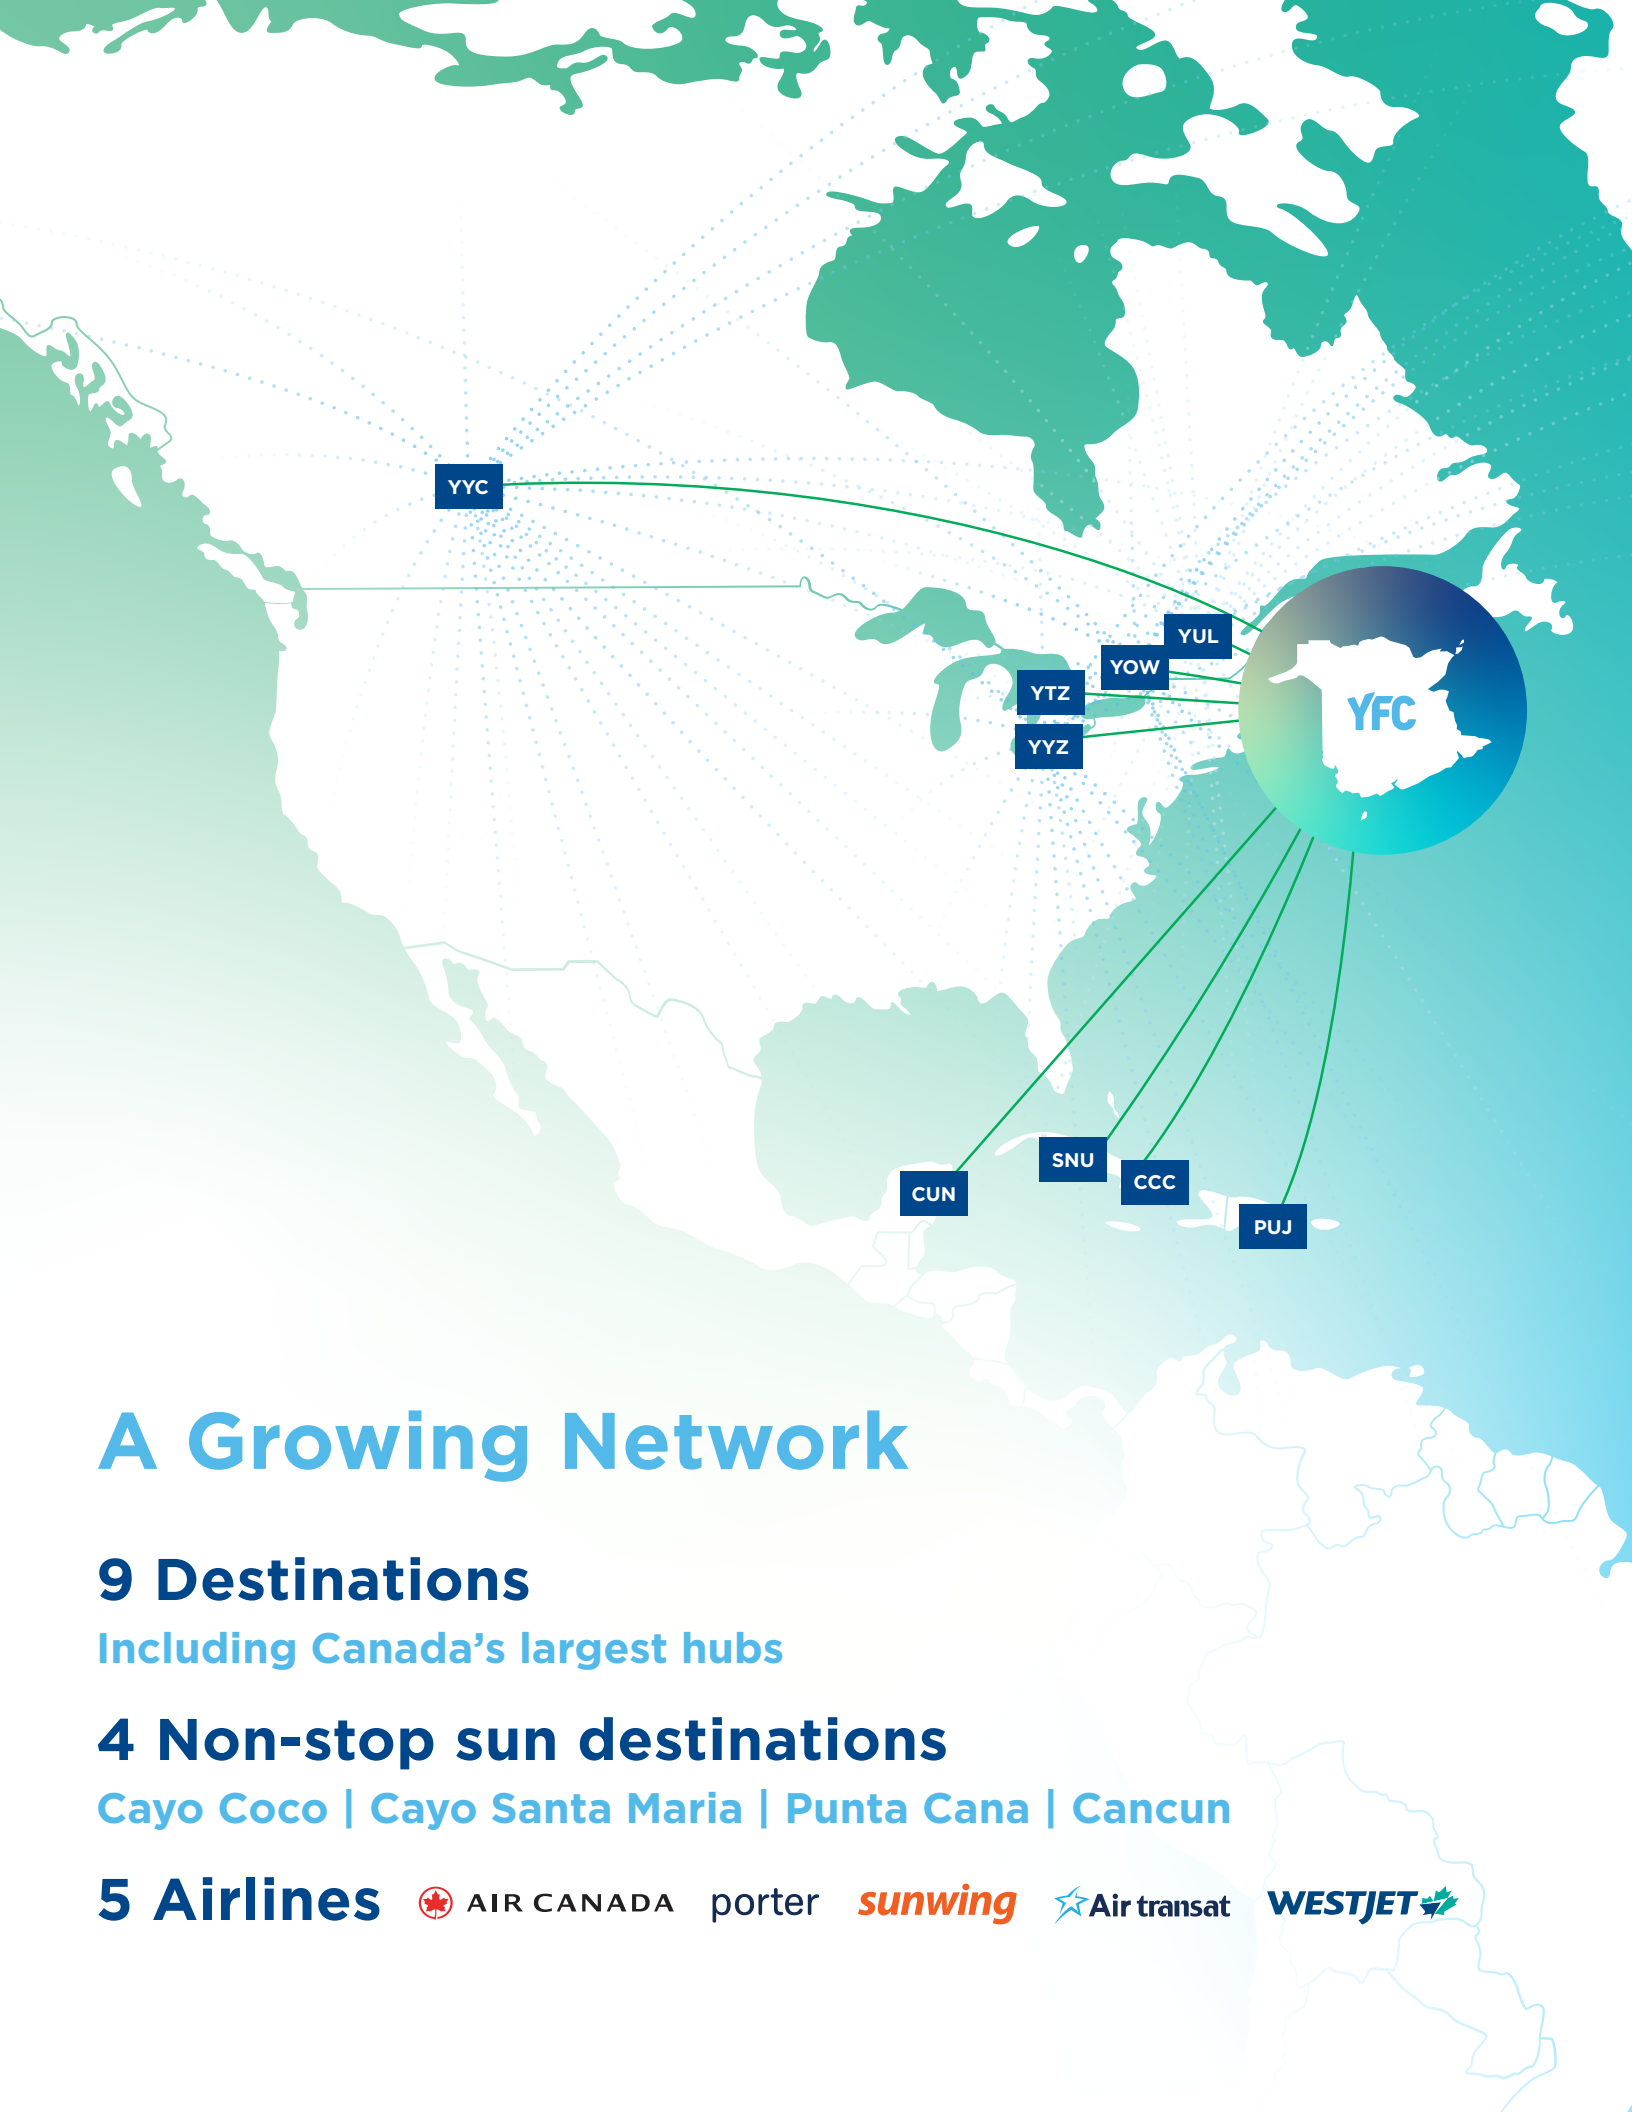 YYC
YUL
YOW
YTZ
YFC
YYZ
SNU
CCC
CUN
PUJ
A Growing Network
9 Destinations
Including Canada's largest hubs
4 Non-stop sun destinations
Cayo Coco | Cayo Santa Maria | Punta Cana | Cancun
5 Airlines AIR CANADA porter sunwing Air transat WESTJET